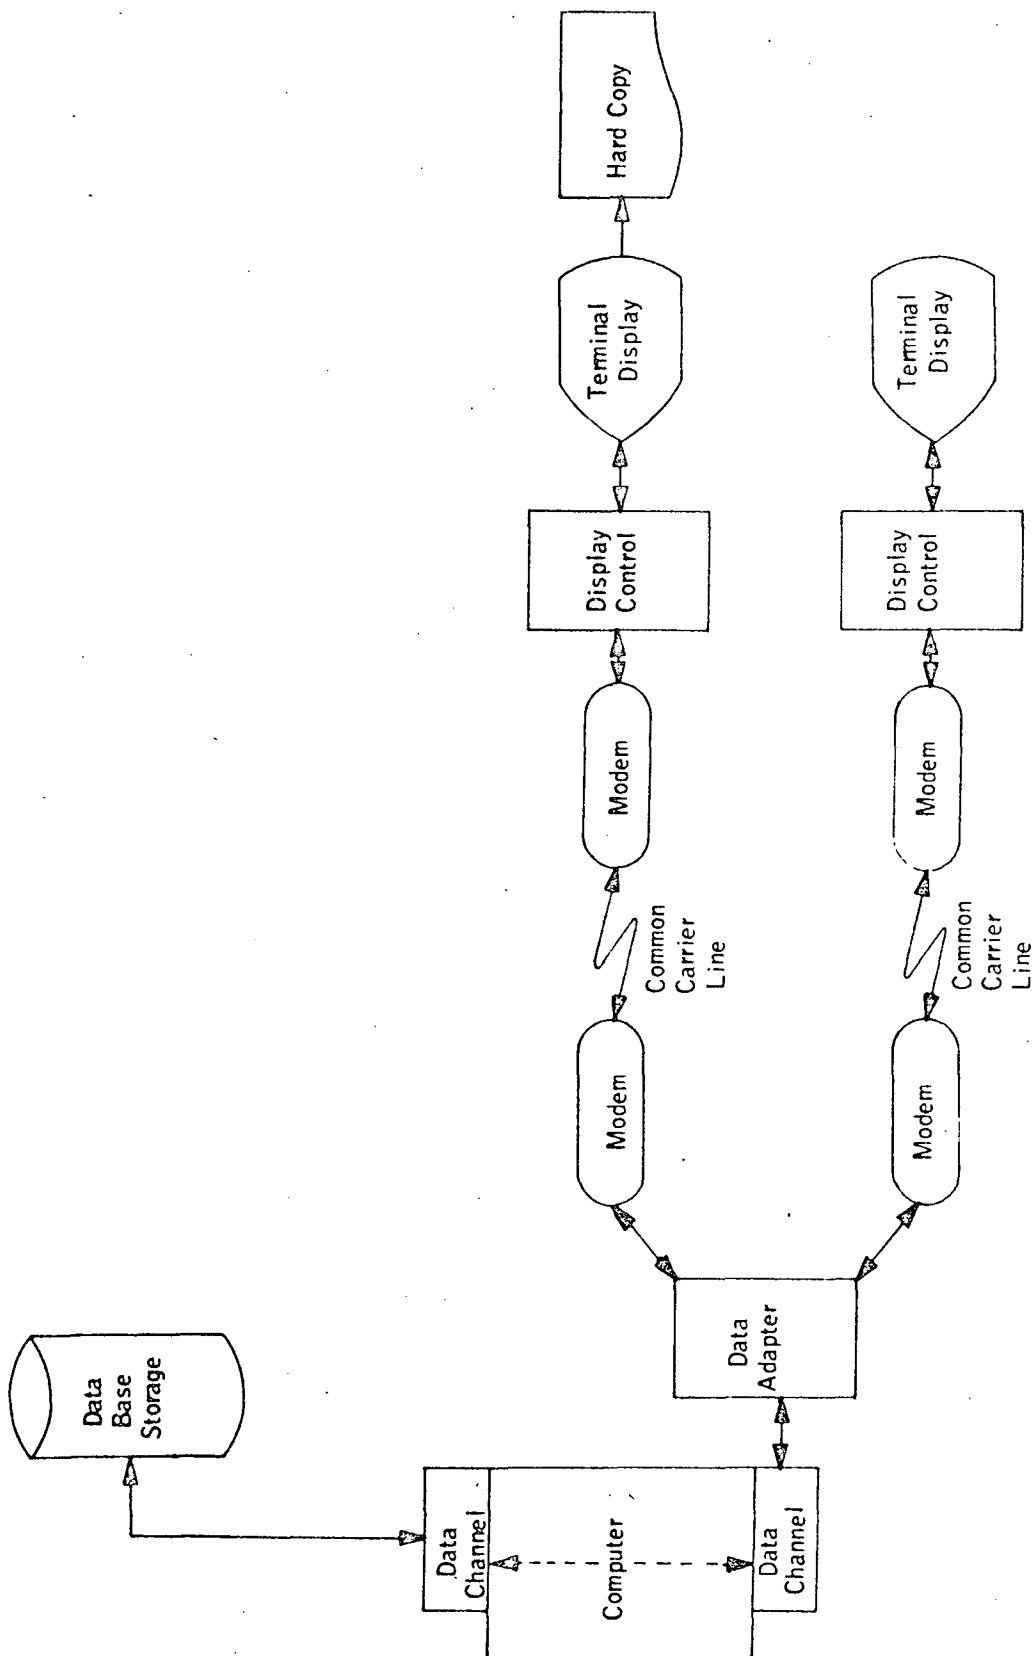 Data
Base
Storage
Data
Channel
Computer
Data
Channel
Data
Adapter
Modem
Common
Carrier
Line
Modem
Display
Control
Terminal
Display
Hard Copy
Modem
Common
Carrier
Line
Modem
Display
Control
Terminal
Display